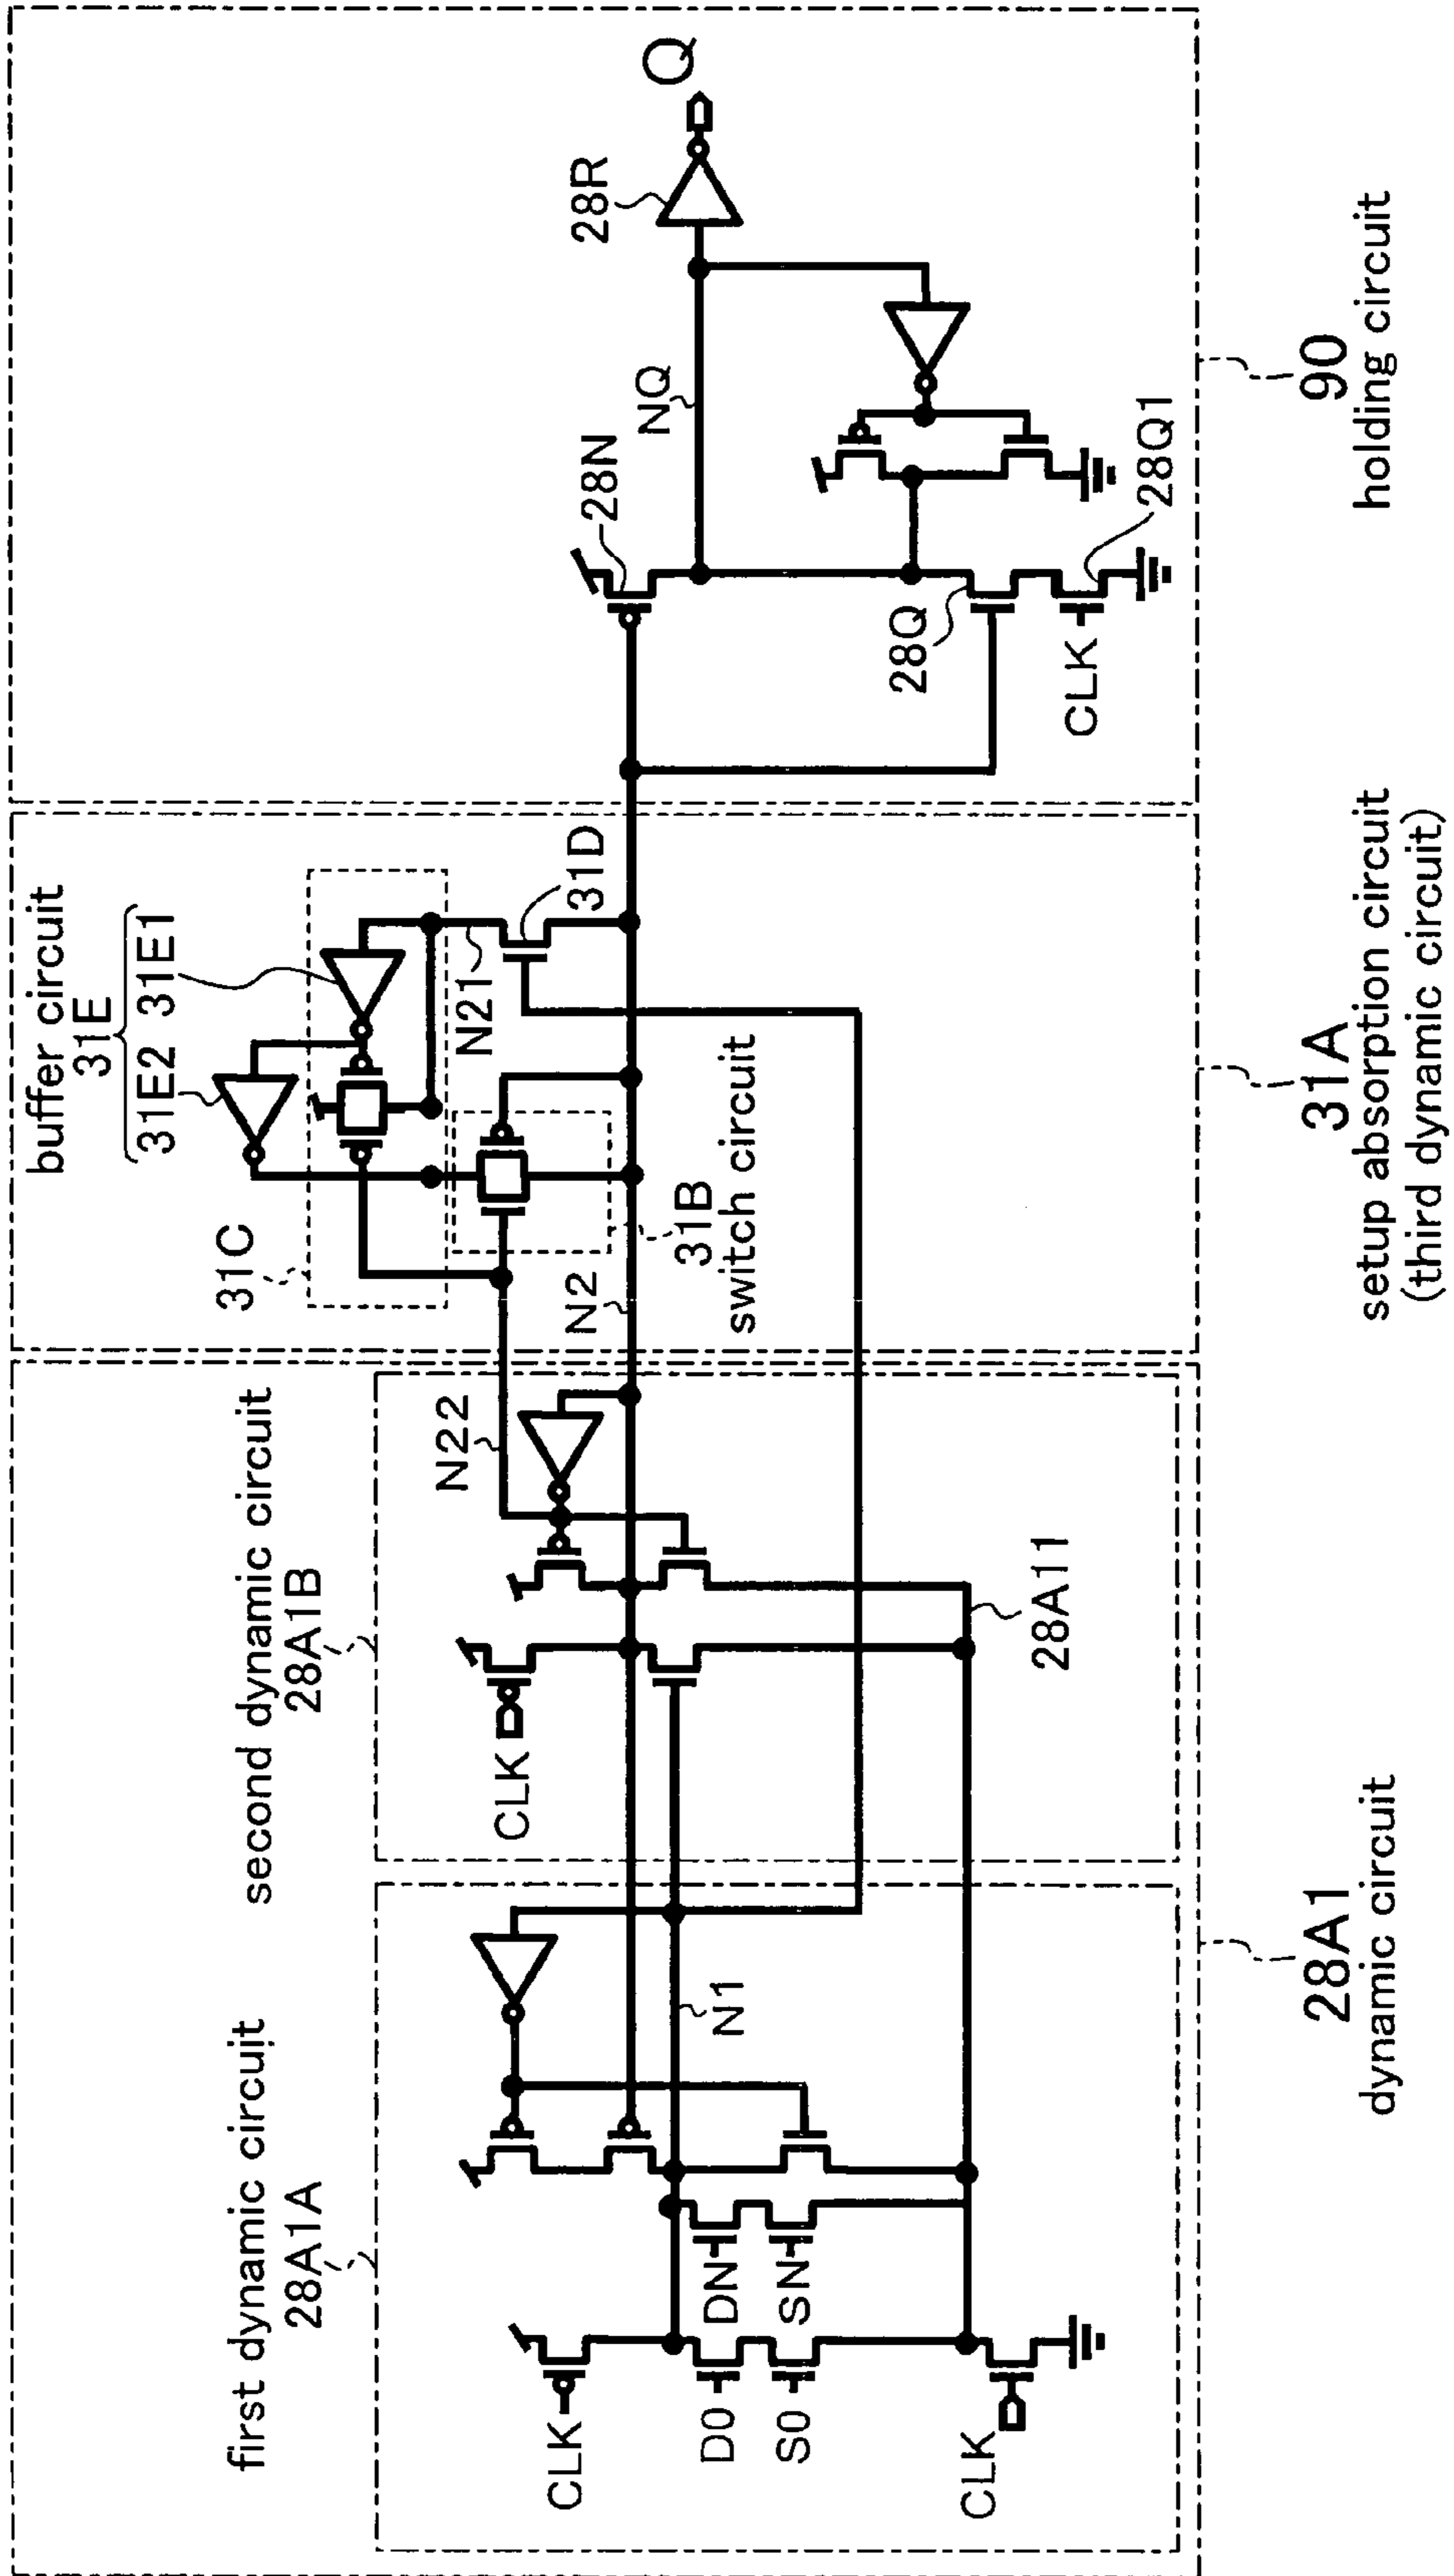 first dynamic circuit
28A1A
CLK
D0
S0
DN
SN
CLK
N1
second dynamic circuit
28A1B
CLK
N22
28A11
28A1
dynamic circuit
buffer circuit
31E
31E2 31E1
31C
N21
31D
N2
31B
switch circuit
31A
setup absorption circuit
(third dynamic circuit)
28N
NQ
28R
Q
28Q
CLK
28Q1
90
holding circuit